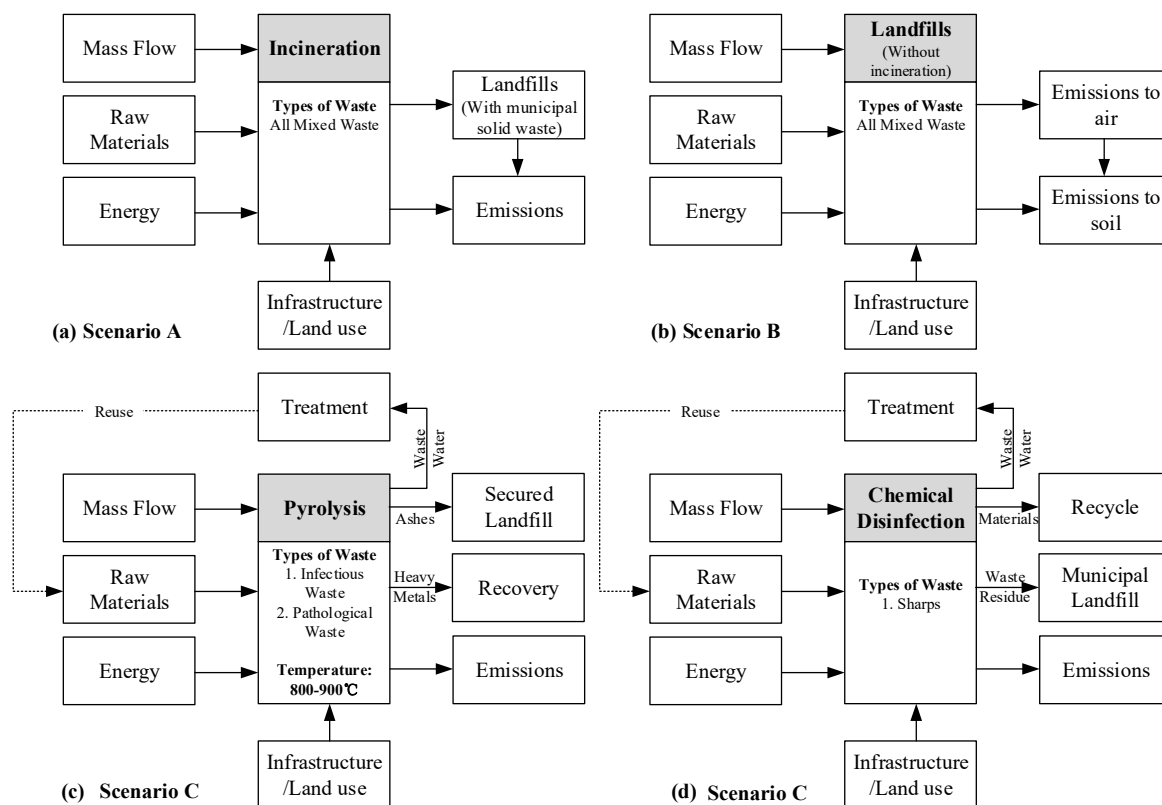 Mass Flow
Raw
Materials
Energy
Incineration
Types of Waste
All Mixed Waste
Landfills
(With municipal
solid waste)
Emissions
Infrastructure
/Land use
(a) Scenario A
Mass Flow
Raw
Materials
Energy
Landfills
(Without
incineration)
Types of Waste
All Mixed Waste
Emissions to
air
Emissions to
soil
Infrastructure
/Land use
(b) Scenario B
Reuse
Treatment
Waste
Water
Mass Flow
Raw
Materials
Energy
Pyrolysis
Types of Waste
1. Infectious
Waste
2. Pathological
Waste
Temperature:
800-900℃
Ashes
Secured
Landfill
Heavy
Metals
Recovery
Emissions
Infrastructure
/Land use
(c) Scenario C
Reuse
Treatment
Waste
Water
Mass Flow
Raw
Materials
Energy
Chemical
Disinfection
Types of Waste
1. Sharps
Materials
Recycle
Waste
Residue
Municipal
Landfill
Emissions
Infrastructure
/Land use
(d) Scenario C